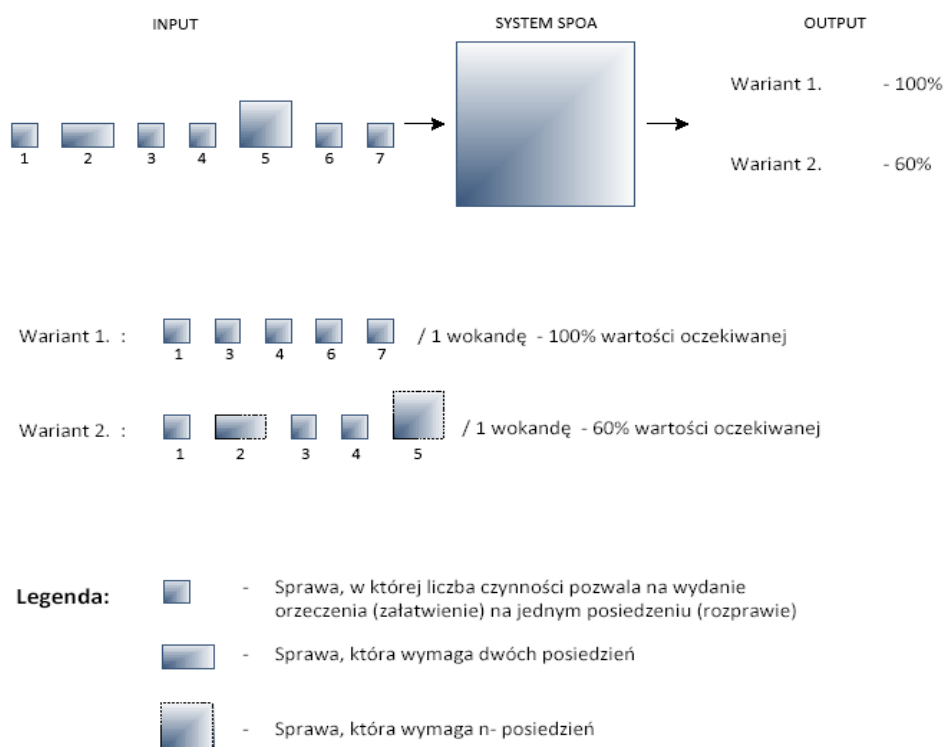 INPUT SYSTEM SPOA OUTPUT
Wariant 1. - 100%
1 2 3 4 5 6 7
Wariant 2. - 60%
Wariant 1. : / 1 wokandę - 100% wartości oczekiwanej
1 3 4 6 7
Wariant 2. : / 1 wokandę - 60% wartości oczekiwanej
1 2 3 4 5
Legenda: - Sprawa, w której liczba czynności pozwala na wydanie
orzeczenia (załatwienie) na jednym posiedzeniu (rozprawie)
- Sprawa, która wymaga dwóch posiedzień
- Sprawa, która wymaga n- posiedzień